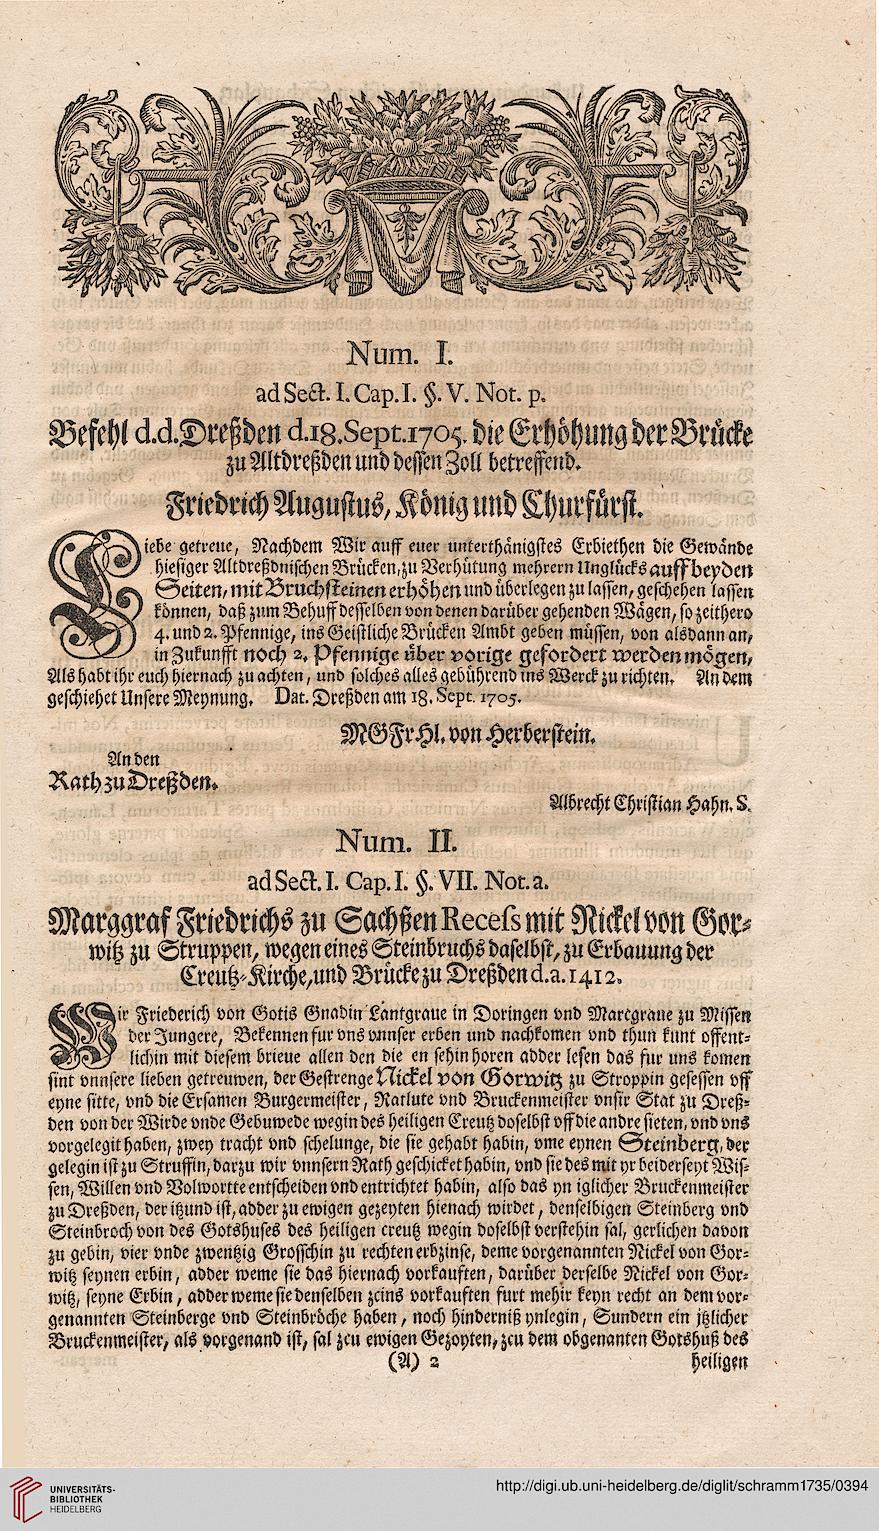 Num. I.
ad Sect. I. Cap. I. §. V. Not. p.
Befehl d.d. Dreßden d. 18. Sept. 1705. die Erhöhung der Brücke
zu Altdreßden und dessen Zoll betreffend.
Friedrich Augustus, König und Churfürst.
Liebe getreue, Nachdem Wir auff euer unterthänigstes Erbiethen die Gewände
hiesiger Altdreßdnischen Brücken, zu Verhütung mehrern Unglücks auff beyden
Seiten, mit Bruchsteinen erhöhen und überlegen zu lassen, geschehen lassen
können, daß zum Behuff desselben von denen darüber gehenden Wägen, so zeithero
4. und 2. Pfennige, ins Geistliche Brücken Ambt geben müssen, von alsdann an,
in Zukunfft noch 2. Pfennige über vorige gefordert werden mögen,
Als habt ihr euch hiernach zu achten, und solches alles gebührend ins Werck zu richten. An dem
geschiehet Unsere Meynung. Dat. Dreßden am 18. Sept. 1705.
MGFrHl. von Herberstein.
An den
Rath zu Dreßden.
Albrecht Christian Hahn. S.
Num. II.
ad Sect. I. Cap. I. §. VII. Not. a.
Marggraf Friedrichs zu Sachßen Recess mit Nickel von Gor-
witz zu Struppen, wegen eines Steinbruchs daselbst, zu Erbauung der
Creutz-Kirche, und Brücke zu Dreßden d. a. 1412.
Wir Friederich von Gotis Gnadin Lantgraue in Doringen vnd Marcgraue zu Missen
der Jungere, Bekennen fur vns vnnser erben und nachkomen vnd thun kunt offent-
lichin mit diesem brieue allen den die en sehin horen adder lesen das fur uns komen
sint vnnsere lieben getreuwen, der Gestrenge Nickel von Gorwitz zu Stroppin gesessen vff
eyne sitte, vnd die Ersamen Burgermeister, Ratlute vnd Bruckenmeister vnsir Stat zu Dreß-
den von der Wirde vnde Gebuwede wegin des heiligen Creutz doselbst vff die andre sieten, vnd vns
vorgelegit haben, zwey tracht vnd schelunge, die sie gehabt habin, vme eynen Steinberg, der
gelegin ist zu Struffin, darzu wir vnnsern Rath geschicket habin, vnd sie des mit yr beiderseyt Wis-
sen, Willen vnd Volwortte entscheiden vnd entrichtet habin, also das yn iglicher Bruckenmeister
zu Dreßden, der itzund ist, adder zu ewigen gezeyten hienach wirdet, denselbigen Steinberg vnd
Steinbroch von des Gotshuses des heiligen creutz wegin doselbst verstehin sal, gerlichen davon
zu gebin, vier vnde zwentzig Grosschin zu rechten erbzinse, deme vorgenannten Nickel von Gor-
witz seynen erbin, adder weme sie das hiernach vorkauften, darüber derselbe Nickel von Gor-
witz, seyne Erbin, adder weme sie denselben zcins vorkauften furt mehir keyn recht an dem vor-
genannten Steinberge vnd Steinbröche haben, noch hinderniß ynlegin, Sundern ein jtzlicher
Bruckenmeister, als vorgenand ist, sal zcu ewigen Gezoyten, zcu dem obgenanten Gotshuß des
(A) 2 heiligen
UNIVERSITÄTS-
BIBLIOTHEK
HEIDELBERG
http://digi.ub.uni-heidelberg.de/diglit/schramm1735/0394